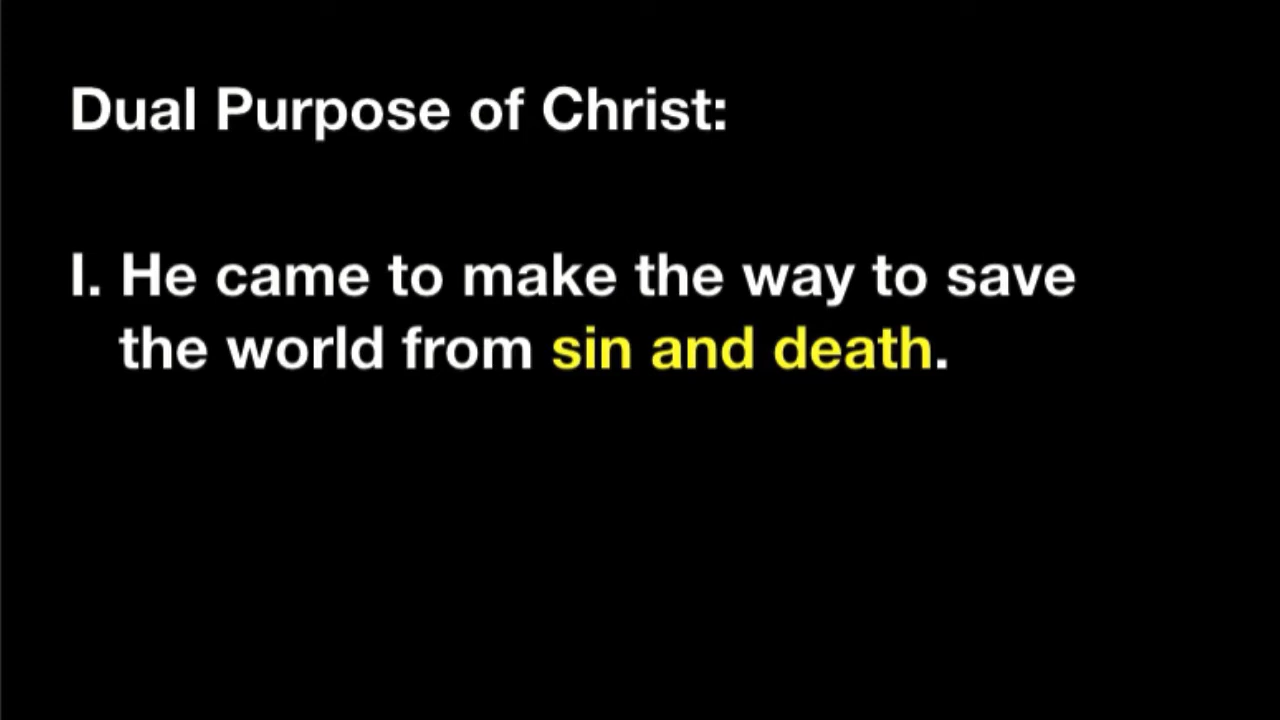 Dual Purpose of Christ:
I. He came to make the way to save
the world from sin and death.